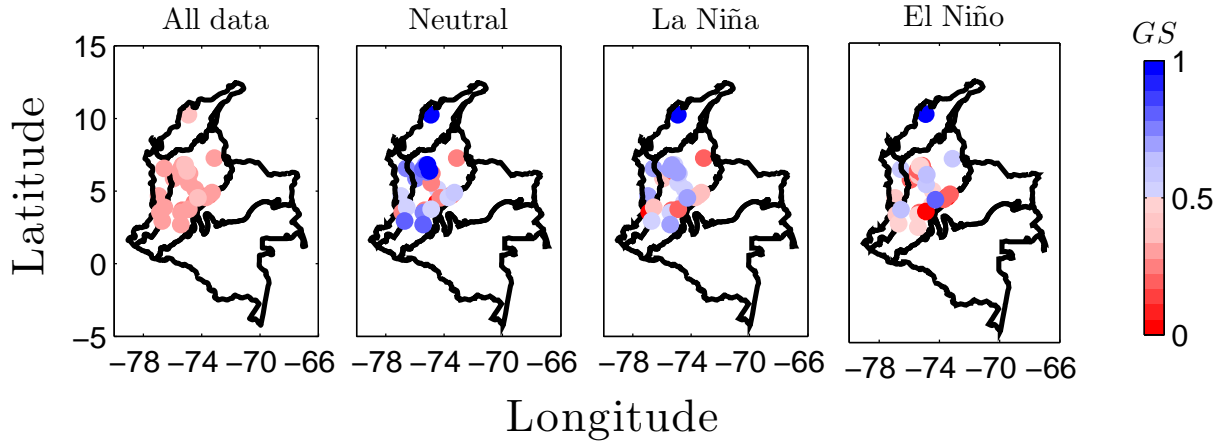 All data Neutral La Niña El Niño
GS
15
10
5
0
−5
Latitude
1
0.5
0
−78 −74 −70 −66 −78 −74 −70 −66 −78 −74 −70 −66 −78 −74 −70 −66
Longitude